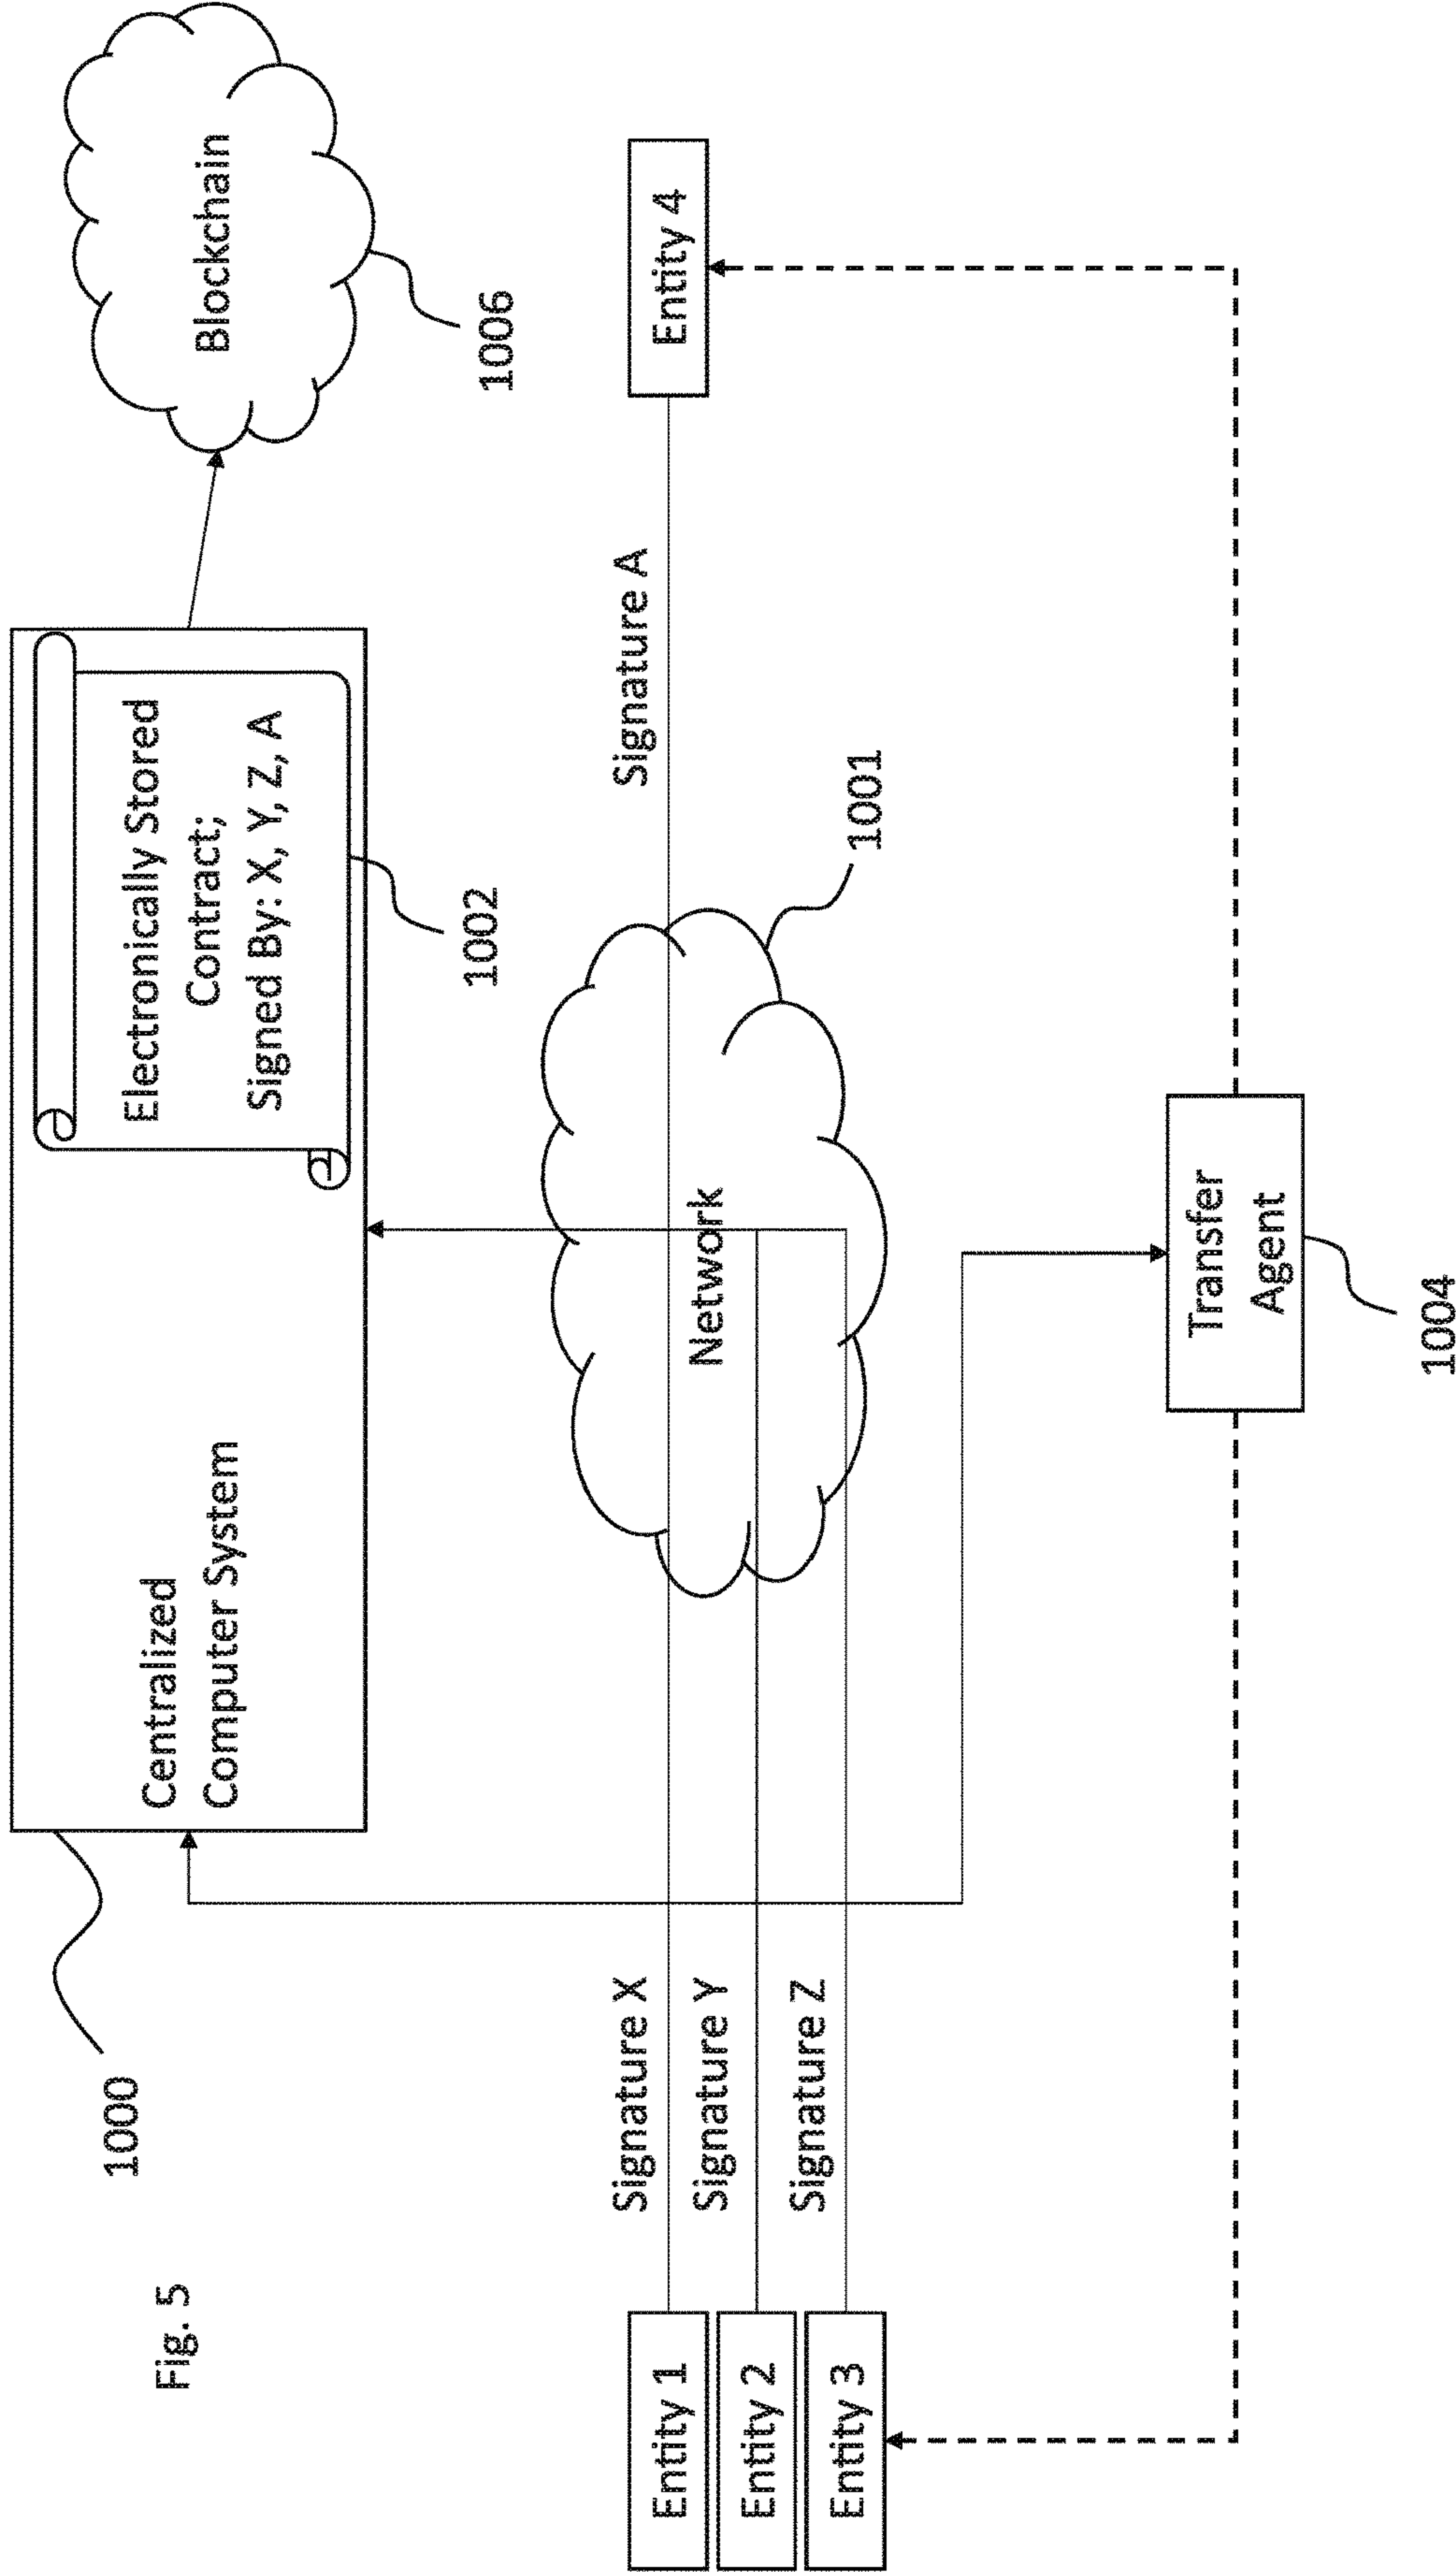 Fig. 5
1000
Centralized
Computer System
Electronically Stored
Contract;
Signed By: X, Y, Z, A
1002
Blockchain
1006
Entity 1
Entity 2
Entity 3
Signature X
Signature Y
Signature Z
Network
1001
Signature A
Entity 4
Transfer
Agent
1004